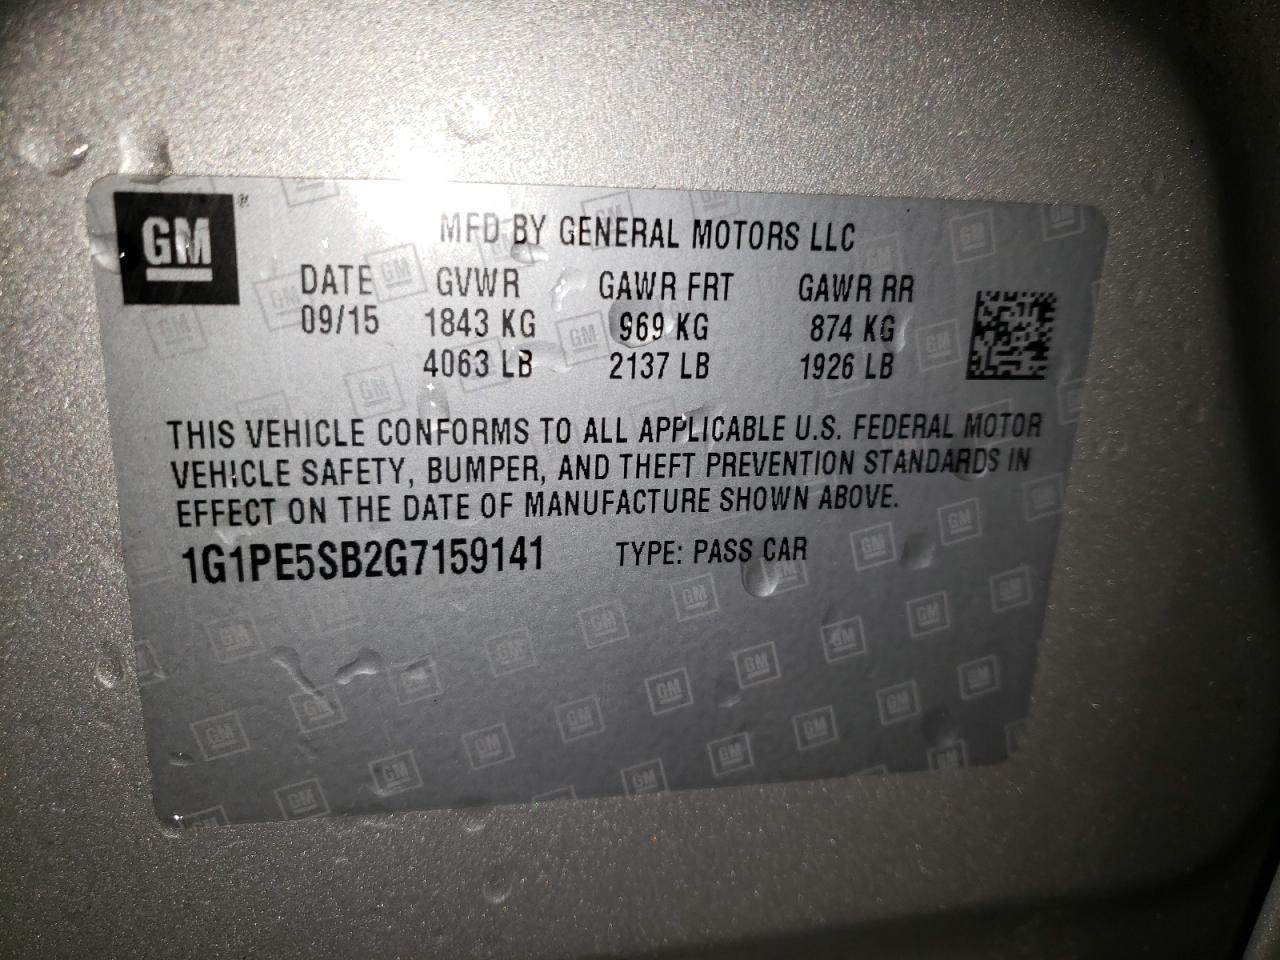 GM ®
MFD BY GENERAL MOTORS LLC
DATE GVWR GAWR FRT GAWR RR
09/15 1843 KG 969 KG 874 KG
4063 LB 2137 LB 1926 LB
THIS VEHICLE CONFORMS TO ALL APPLICABLE U.S. FEDERAL MOTOR
VEHICLE SAFETY, BUMPER, AND THEFT PREVENTION STANDARDS IN
EFFECT ON THE DATE OF MANUFACTURE SHOWN ABOVE.
1G1PE5SB2G7159141 TYPE: PASS CAR